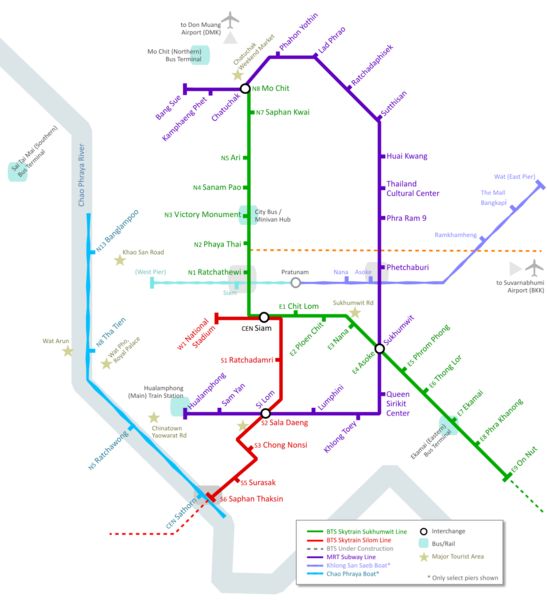 to Don Muang
Airport (DMK)
Mo Chit (Northern)
Bus Terminal
Chatuchak
Weekend Market
Phahon Yothin
Lad Phrao
Ratchadaphisek
Sutthisan
Bang Sue
Kamphaeng Phet
Chatuchak
N8 Mo Chit
N7 Saphan Kwai
N5 Ari
N4 Sanam Pao
N3 Victory Monument
City Bus /
Minivan Hub
N2 Phaya Thai
N1 Ratchathewi
Huai Kwang
Thailand
Cultural Center
Phra Ram 9
Phetchaburi
Wat (East Pier)
The Mall
Bangkapi
Ramkhamheng
to Suvarnabhumi
Airport (BKK)
Sai Dai Mai (Southern)
Bus Terminal
Chao Phraya River
N13 Banglampoo
Khao San Road
(West Pier)
Siam
Pratunam
Nana
Asoke
E1 Chit Lom
Sukhumvit Rd
CEN Siam
W1 National
Stadium
E2 Ploen Chit
E3 Nana
E4 Asoke
Sukhumvit
E5 Phrom Phong
E6 Thong Lor
E7 Ekamai
Ekamai (Eastern)
Bus Terminal
E8 Phra Khanong
E9 On Nut
Wat Arun
N8 Tha Tien
Wat Pho,
Royal Palace
S1 Ratchadamri
Hualamphong
(Main) Train Station
Hualamphong
Sam Yan
Si Lom
Lumphini
Khlong Toey
Queen
Sirikit
Center
S2 Sala Daeng
Chinatown
Yaowarat Rd
N5 Ratchawong
S3 Chong Nonsi
S5 Surasak
S6 Saphan Thaksin
CEN Sathorn
BTS Skytrain Sukhumwit Line
BTS Skytrain Silom Line
BTS Under Construction
MRT Subway Line
Khlong San Saeb Boat*
Chao Phraya Boat*
Interchange
Bus/Rail
Major Tourist Area
* Only select piers shown